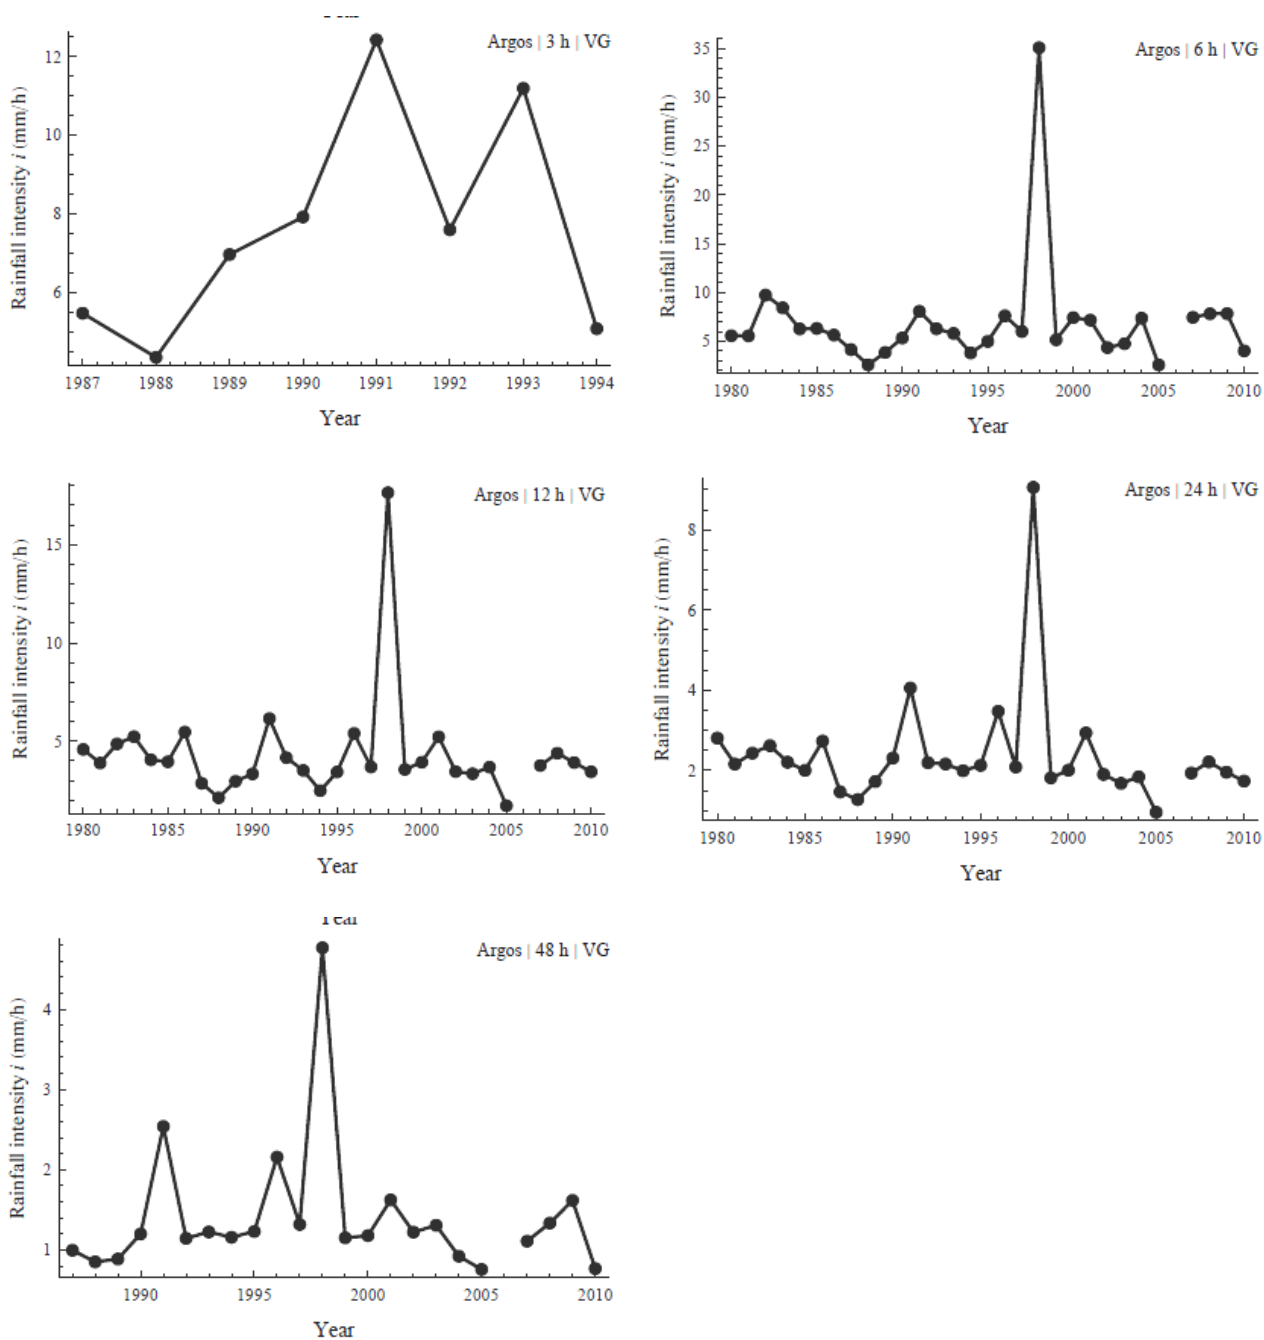 Argos | 3 h | VG
Rainfall intensity i (mm/h)
12
10
8
6
1987 1988 1989 1990 1991 1992 1993 1994
Year
Argos | 6 h | VG
Rainfall intensity i (mm/h)
35
30
25
20
15
10
5
1980 1985 1990 1995 2000 2005 2010
Year
Argos | 12 h | VG
Rainfall intensity i (mm/h)
15
10
5
1980 1985 1990 1995 2000 2005 2010
Year
Argos | 24 h | VG
Rainfall intensity i (mm/h)
8
6
4
2
1980 1985 1990 1995 2000 2005 2010
Year
Argos | 48 h | VG
Rainfall intensity i (mm/h)
4
3
2
1
1990 1995 2000 2005 2010
Year